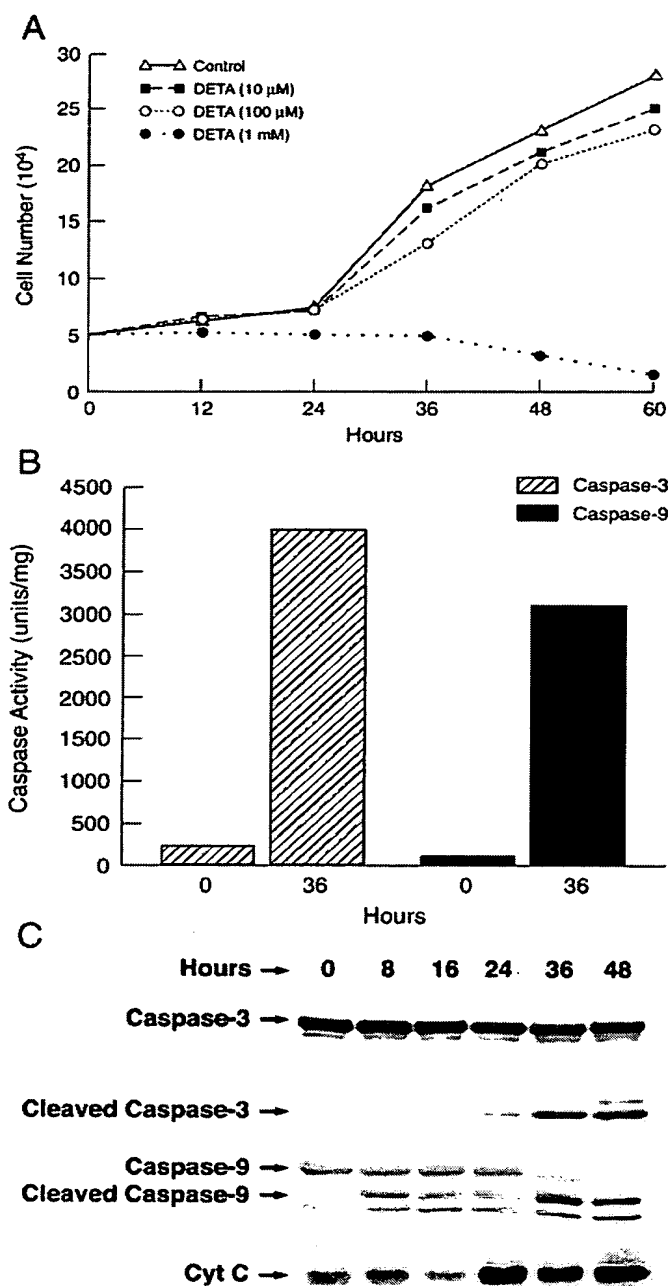 A
30
25
20
15
10
5
0
Cell Number (10⁴)
Control
DETA (10 µM)
DETA (100 µM)
DETA (1 mM)
0 12 24 36 48 60
Hours
B
4500
4000
3500
3000
2500
2000
1500
1000
500
0
Caspase Activity (units/mg)
Caspase-3
Caspase-9
0 36 0 36
Hours
C
Hours → 0 8 16 24 36 48
Caspase-3 →
Cleaved Caspase-3 →
Caspase-9 →
Cleaved Caspase-9 →
Cyt C →